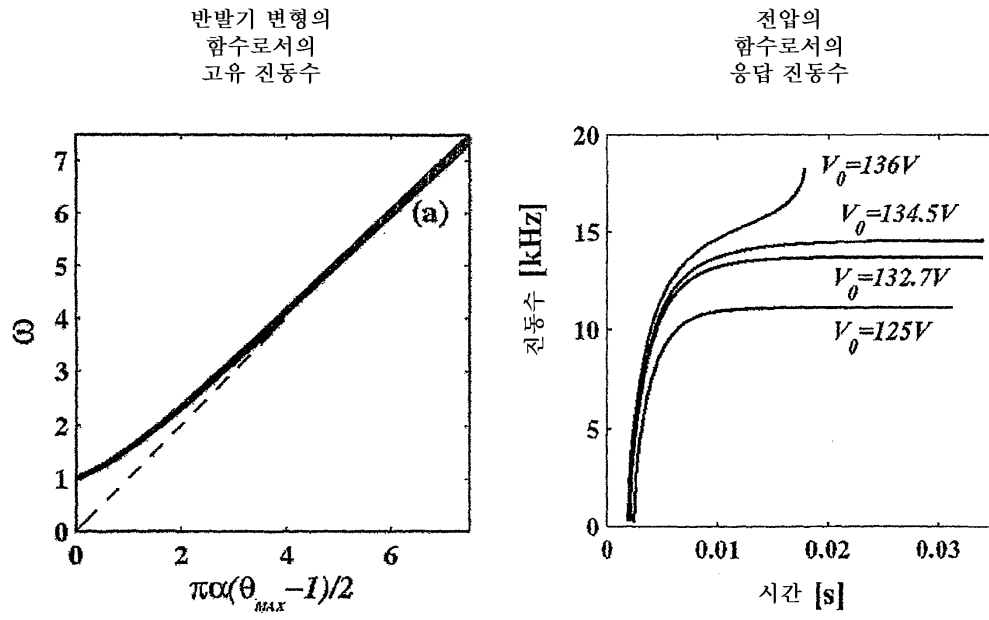 반발기 변형의
함수로서의
고유 진동수
7
6
5
4
3
2
1
0
ω
(a)
0 2 4 6
πα(θMAX−1)/2
전압의
함수로서의
응답 진동수
20
15
10
5
0
진동수 [kHz]
V0=136V
V0=134.5V
V0=132.7V
V0=125V
0 0.01 0.02 0.03
시간 [s]